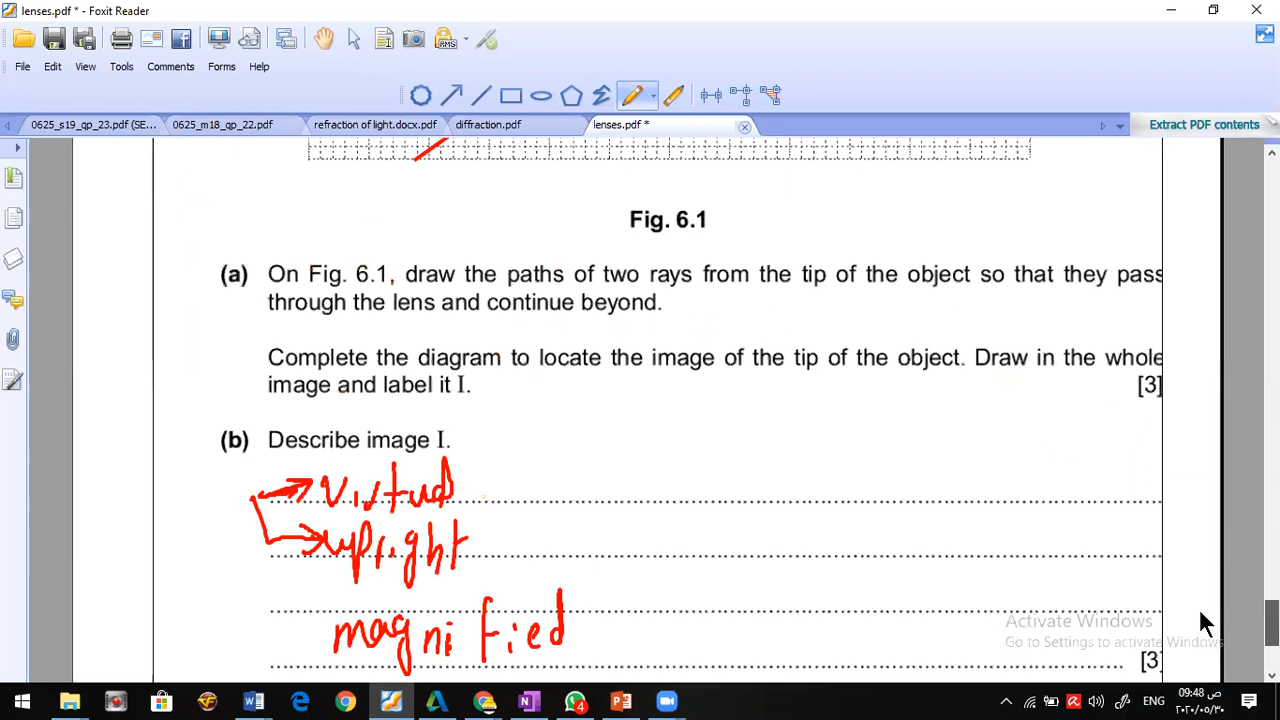 lenses.pdf * - Foxit Reader
File Edit View Tools Comments Forms Help
0625_s19_qp_23.pdf (SE... 0625_m18_qp_22.pdf refraction of light.docx.pdf diffraction.pdf lenses.pdf * Extract PDF contents
Fig. 6.1
(a) On Fig. 6.1, draw the paths of two rays from the tip of the object so that they pass
through the lens and continue beyond.
Complete the diagram to locate the image of the tip of the object. Draw in the whole
image and label it I.
[3]
(b) Describe image I.
upright
magnified
[3]
Activate Windows
Go to Settings to activate Windows.
4
ENG
09:48 ص
٢٠٢٠/٠٥/٣٠